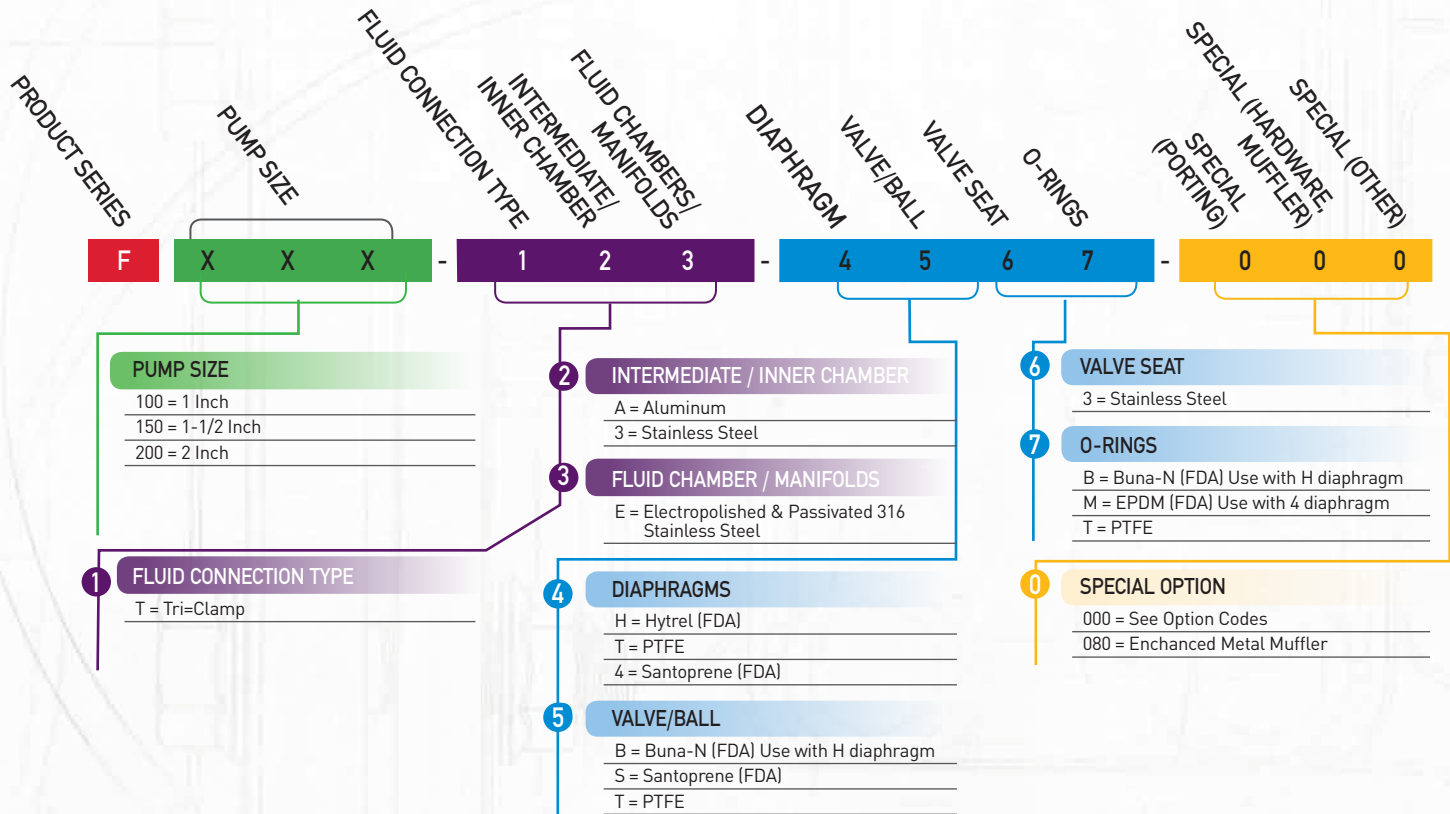 PRODUCT SERIES
PUMP SIZE
FLUID CONNECTION TYPE
INTERMEDIATE/
INNER CHAMBER
FLUID CHAMBERS/
MANIFOLDS
DIAPHRAGM
VALVE/BALL
VALVE SEAT
O-RINGS
SPECIAL
(PORTING)
SPECIAL (HARDWARE,
MUFFLER)
SPECIAL (OTHER)
F X X X - 1 2 3 - 4 5 6 7 - 0 0 0
PUMP SIZE
100 = 1 Inch
150 = 1-1/2 Inch
200 = 2 Inch
1 FLUID CONNECTION TYPE
T = Tri=Clamp
2 INTERMEDIATE / INNER CHAMBER
A = Aluminum
3 = Stainless Steel
3 FLUID CHAMBER / MANIFOLDS
E = Electropolished & Passivated 316
Stainless Steel
4 DIAPHRAGMS
H = Hytrel (FDA)
T = PTFE
4 = Santoprene (FDA)
5 VALVE/BALL
B = Buna-N (FDA) Use with H diaphragm
S = Santoprene (FDA)
T = PTFE
6 VALVE SEAT
3 = Stainless Steel
7 O-RINGS
B = Buna-N (FDA) Use with H diaphragm
M = EPDM (FDA) Use with 4 diaphragm
T = PTFE
0 SPECIAL OPTION
000 = See Option Codes
080 = Enchanced Metal Muffler